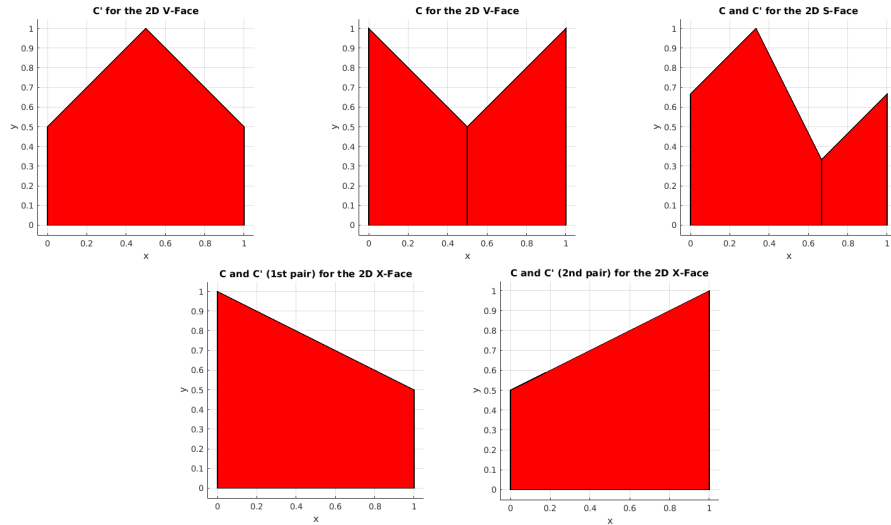 C' for the 2D V-Face
1
0.9
0.8
0.7
0.6
0.5
0.4
0.3
0.2
0.1
0
y
0 0.2 0.4 0.6 0.8 1
x
C for the 2D V-Face
1
0.9
0.8
0.7
0.6
0.5
0.4
0.3
0.2
0.1
0
y
0 0.2 0.4 0.6 0.8 1
x
C and C' for the 2D S-Face
1
0.9
0.8
0.7
0.6
0.5
0.4
0.3
0.2
0.1
0
y
0 0.2 0.4 0.6 0.8 1
x
C and C' (1st pair) for the 2D X-Face
1
0.9
0.8
0.7
0.6
0.5
0.4
0.3
0.2
0.1
0
y
0 0.2 0.4 0.6 0.8 1
x
C and C' (2nd pair) for the 2D X-Face
1
0.9
0.8
0.7
0.6
0.5
0.4
0.3
0.2
0.1
0
y
0 0.2 0.4 0.6 0.8 1
x